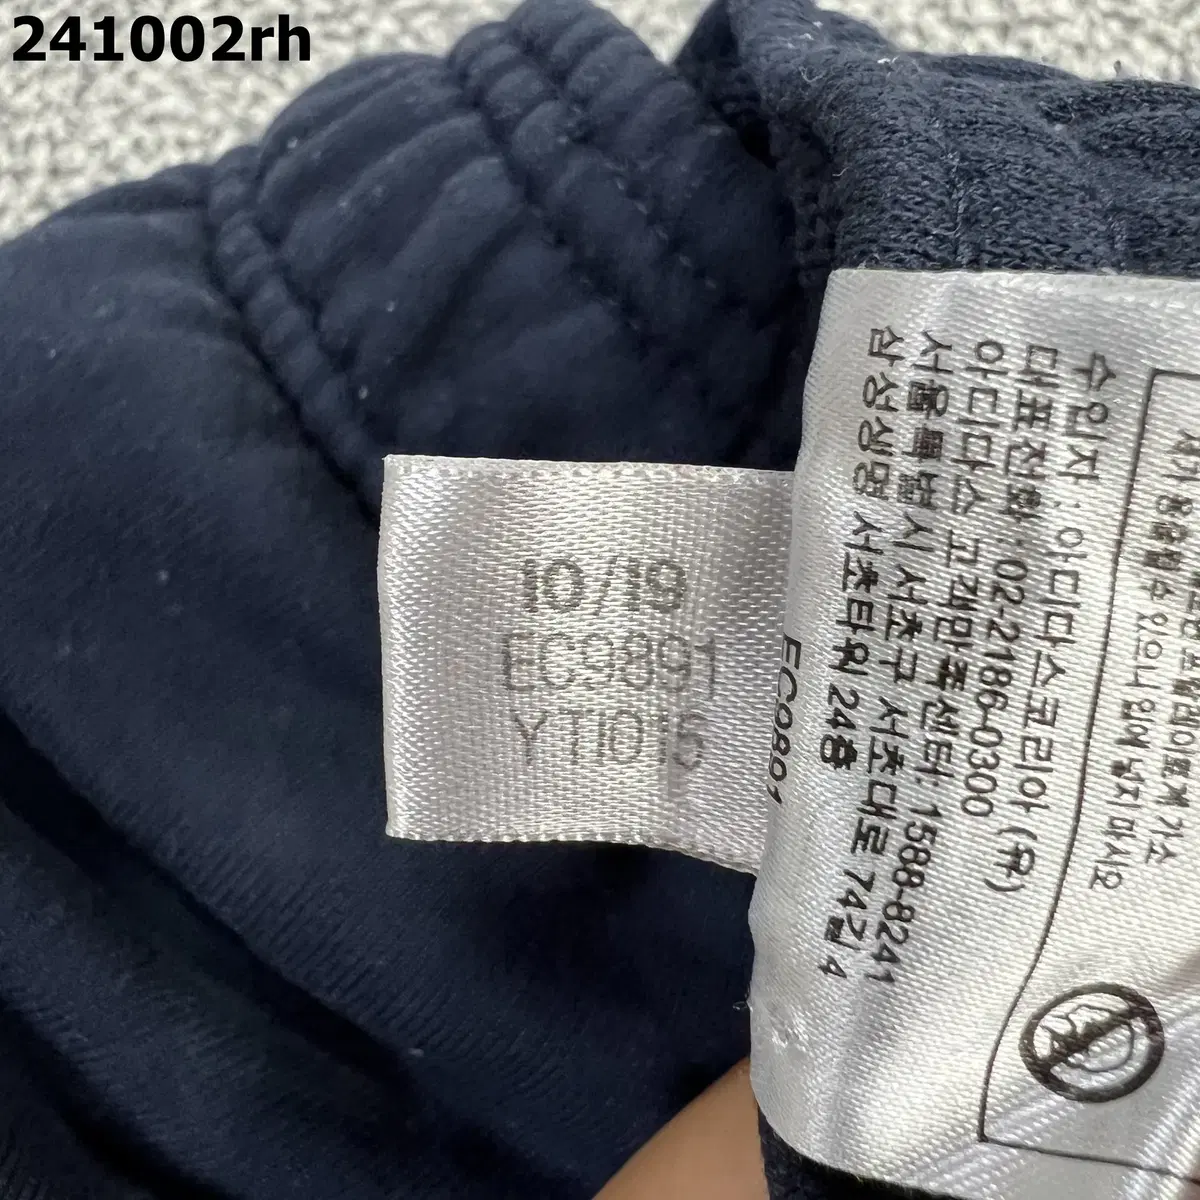 241002rh
10/19
EC9891
YT1015
EC9891
수입자 : 아디다스코리아 (유)
대표전화 : 02-2186-0300
아디다스 고객만족센터: 1588-8241
서울특별시 서초구 서초대로 74길 4
삼성생명 서초타워 24층